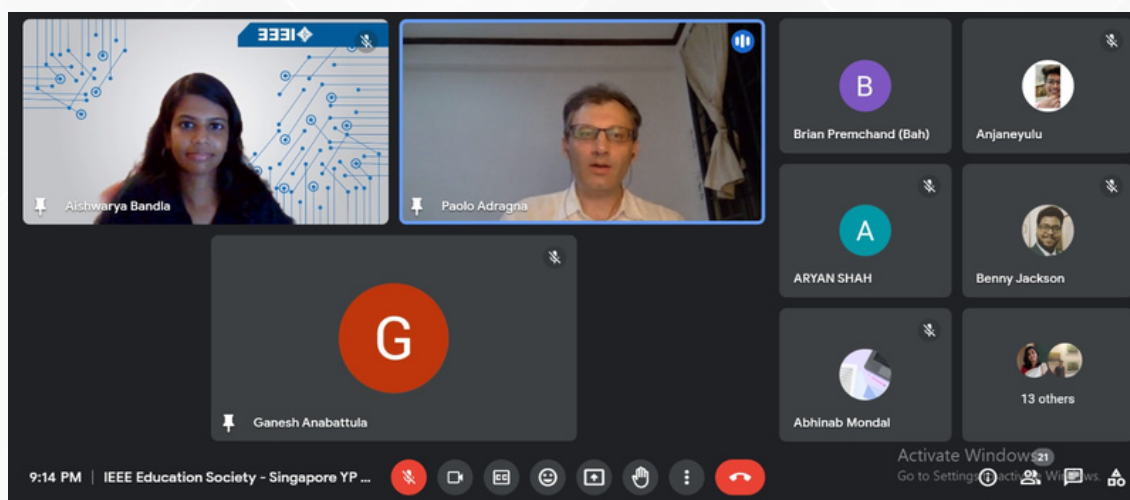 IEEE
Aishwarya Bandla
Paolo Adragna
B
Brian Premchand (Bah)
Anjaneyulu
A
ARYAN SHAH
Benny Jackson
G
Ganesh Anabattula
Abhinab Mondal
13 others
Activate Windows
Go to Settings to activate Windows.
21
9:14 PM | IEEE Education Society - Singapore YP ...
CC